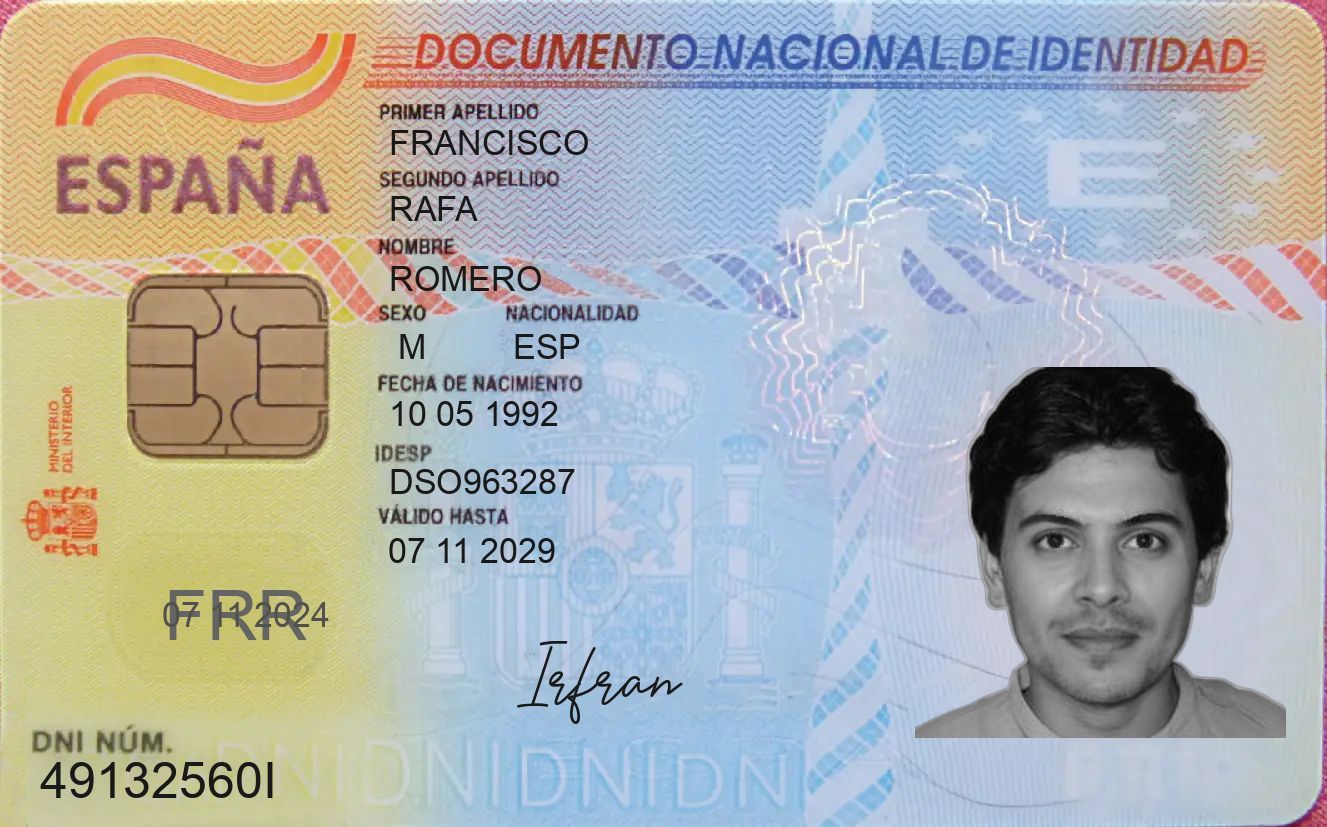 DOCUMENTO NACIONAL DE IDENTIDAD
ESPAÑA
PRIMER APELLIDO
FRANCISCO
SEGUNDO APELLIDO
RAFA
NOMBRE
ROMERO
SEXO NACIONALIDAD
M ESP
FECHA DE NACIMIENTO
10 05 1992
IDESP
DSO963287
VÁLIDO HASTA
07 11 2029
MINISTERIO
DEL INTERIOR
E
07 11 2024
FRR
Irfran
DNI NÚM.
49132560I
DNIDNIDNIDNI